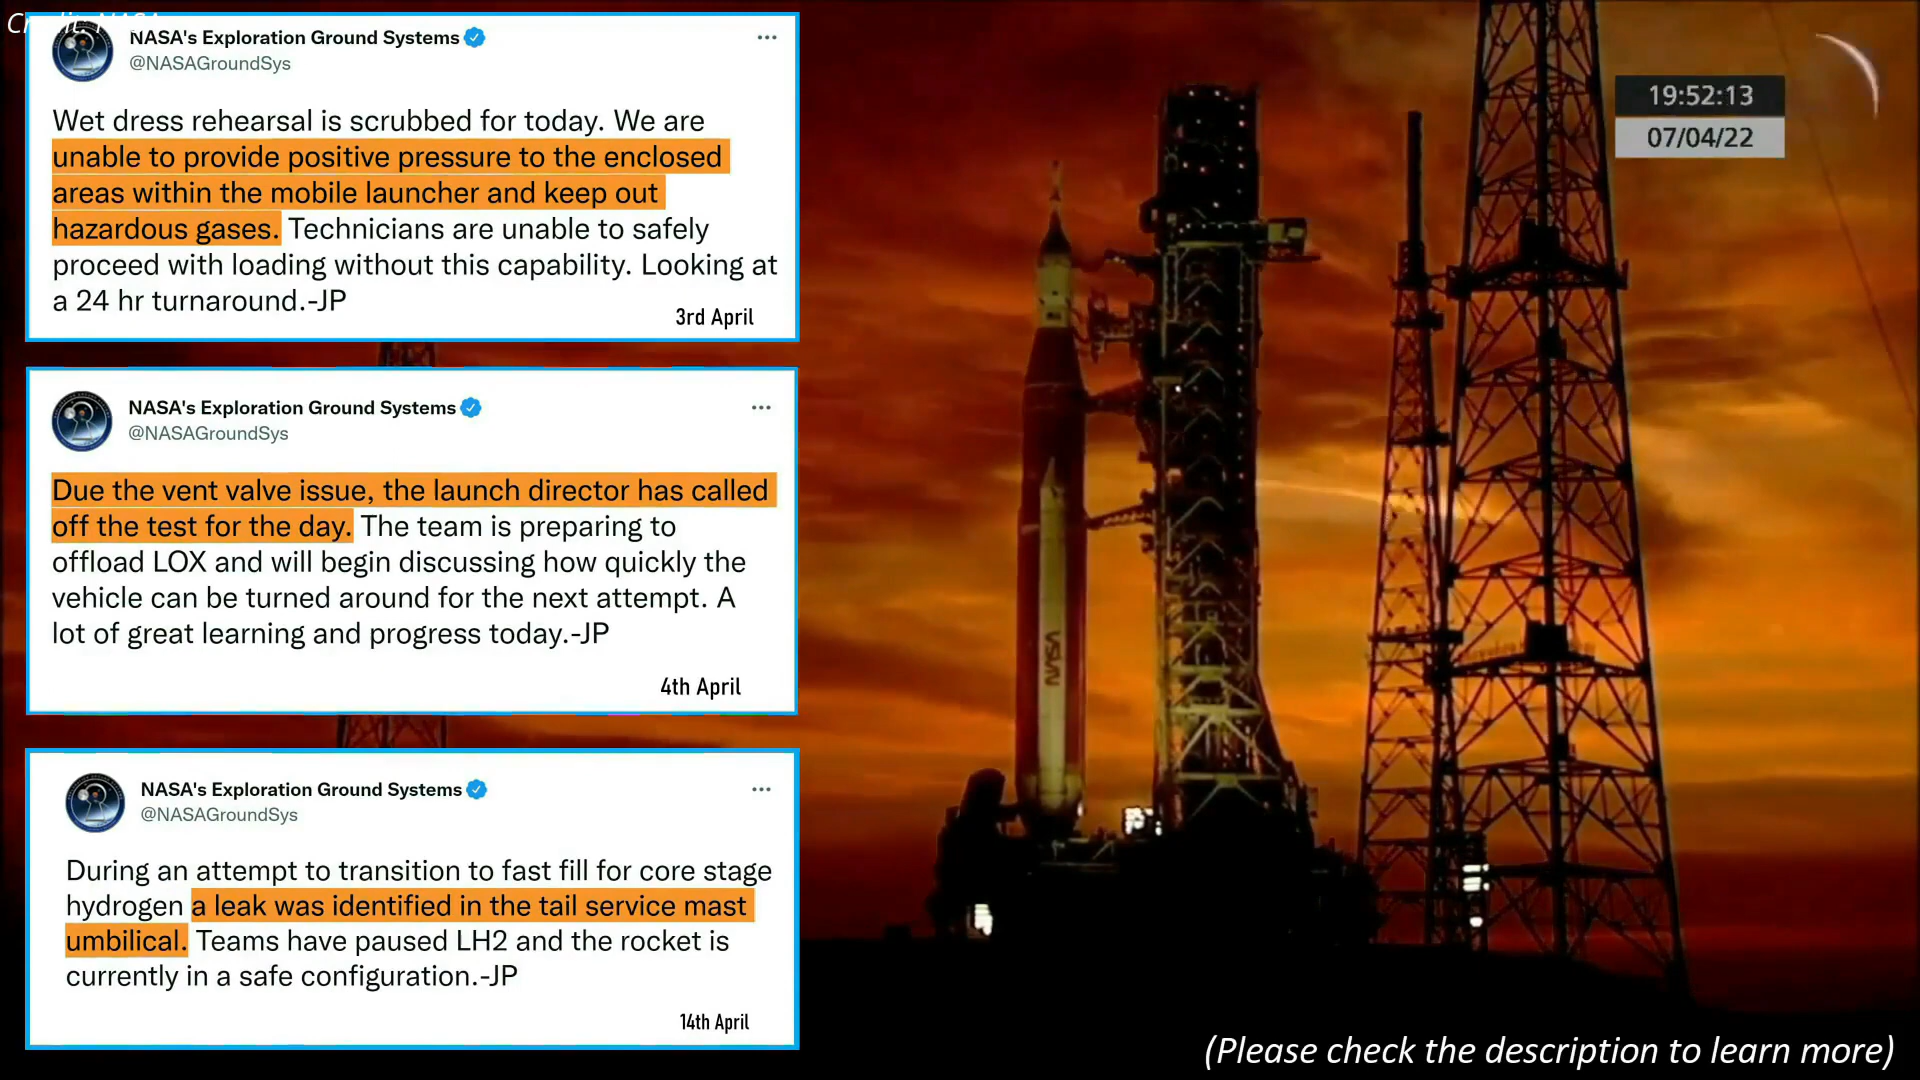 Credit: NASA
NASA's Exploration Ground Systems
@NASAGroundSys
Wet dress rehearsal is scrubbed for today. We are
unable to provide positive pressure to the enclosed
areas within the mobile launcher and keep out
hazardous gases. Technicians are unable to safely
proceed with loading without this capability. Looking at
a 24 hr turnaround.-JP
3rd April
NASA's Exploration Ground Systems
@NASAGroundSys
Due the vent valve issue, the launch director has called
off the test for the day. The team is preparing to
offload LOX and will begin discussing how quickly the
vehicle can be turned around for the next attempt. A
lot of great learning and progress today.-JP
4th April
NASA's Exploration Ground Systems
@NASAGroundSys
During an attempt to transition to fast fill for core stage
hydrogen a leak was identified in the tail service mast
umbilical. Teams have paused LH2 and the rocket is
currently in a safe configuration.-JP
14th April
19:52:13
07/04/22
NASA
(Please check the description to learn more)